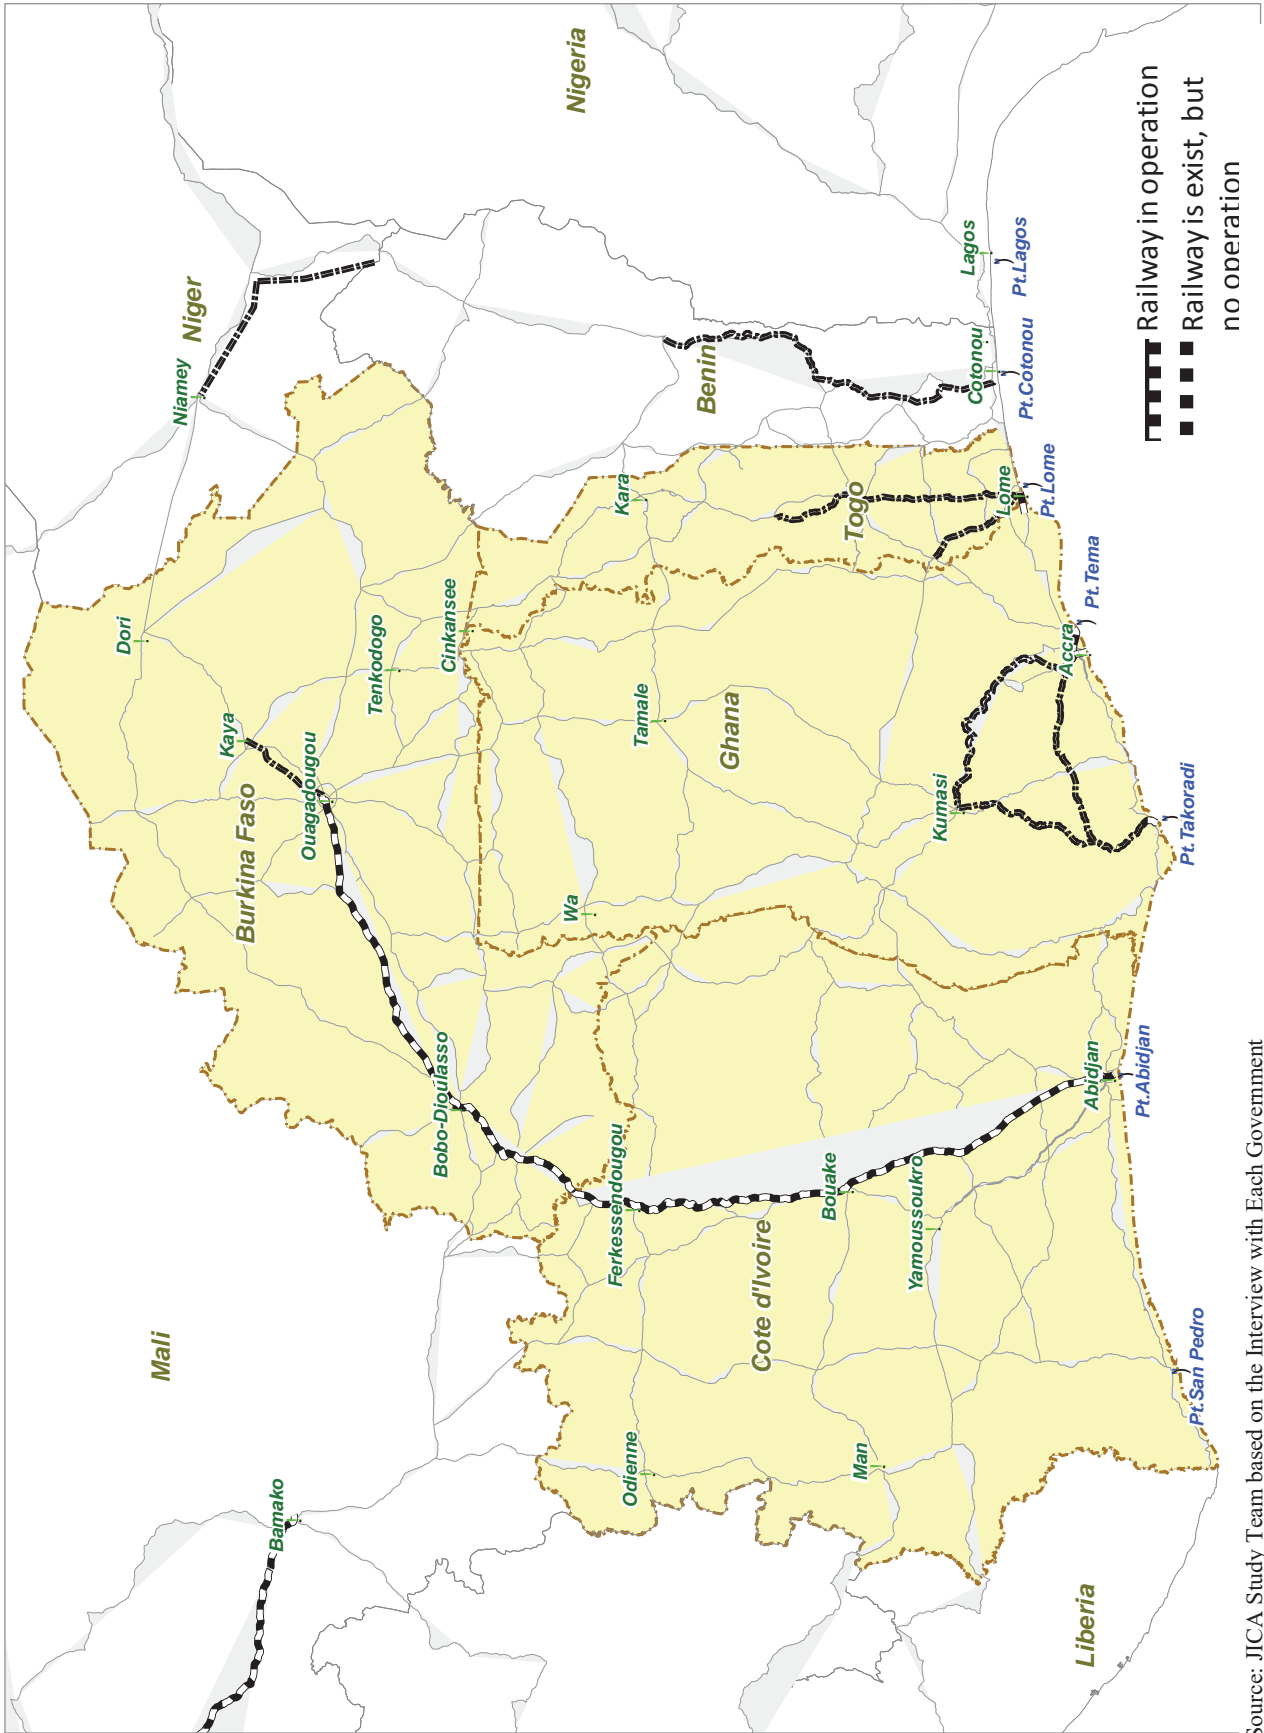 Nigeria
Niger
Niamey
Mali
Bamako
Dori
Kaya
Burkina Faso
Ouagadougou
Tenkodogo
Cinkansee
Bobo-Dioulasso
Benin
Kara
Togo
Lome
Pt.Lome
Cotonou
Pt.Cotonou
Lagos
Pt.Lagos
Tamale
Ghana
Wa
Kumasi
Accra
Pt.Tema
Pt.Takoradi
Ferkessendougou
Odienne
Cote d'Ivoire
Bouake
Yamoussoukro
Man
Abidjan
Pt.Abidjan
Pt.San Pedro
Liberia
Railway in operation
Railway is exist, but
no operation
Source: JICA Study Team based on the Interview with Each Government